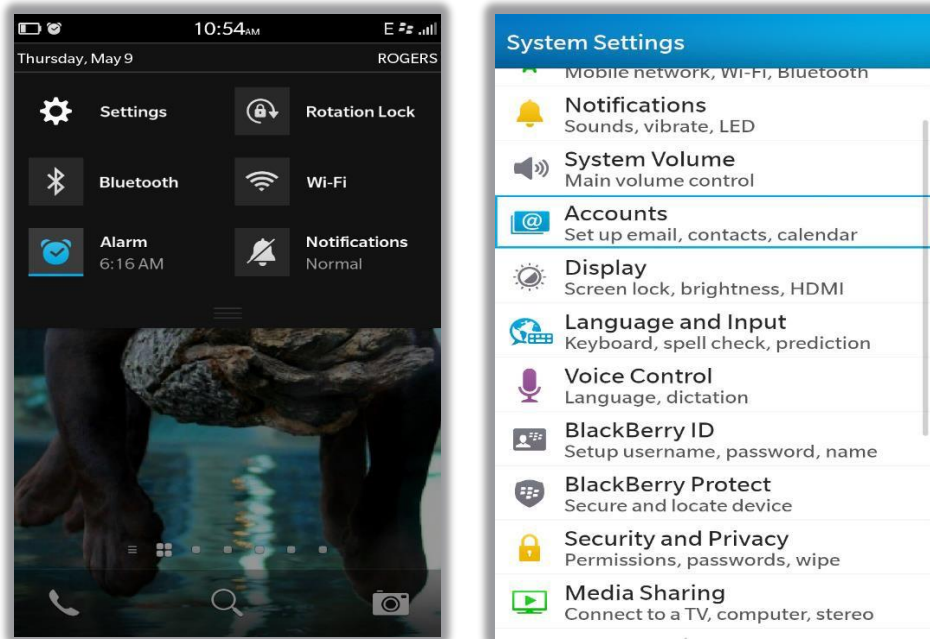 10:54AM
E
Thursday, May 9
ROGERS
Settings
Rotation Lock
Bluetooth
Wi-Fi
Alarm
6:16 AM
Notifications
Normal
System Settings
Mobile network, Wi-Fi, Bluetooth
Notifications
Sounds, vibrate, LED
System Volume
Main volume control
Accounts
Set up email, contacts, calendar
Display
Screen lock, brightness, HDMI
Language and Input
Keyboard, spell check, prediction
Voice Control
Language, dictation
BlackBerry ID
Setup username, password, name
BlackBerry Protect
Secure and locate device
Security and Privacy
Permissions, passwords, wipe
Media Sharing
Connect to a TV, computer, stereo